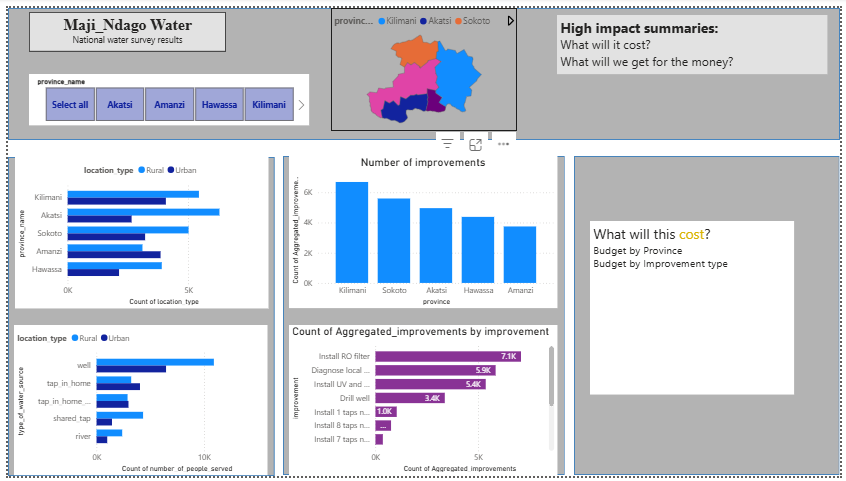 Maji_Ndago Water
National water survey results
provinc... Kilimani Akatsi Sokoto
High impact summaries:
What will it cost?
What will we get for the money?
province_name
Select all Akatsi Amanzi Hawassa Kilimani
location_type Rural Urban
province_name
Kilimani
Akatsi
Sokoto
Amanzi
Hawassa
0K 5K
Count of location_type
Number of improvements
Count of Aggregated_improveme...
6K
4K
2K
0K
Kilimani Sokoto Akatsi Hawassa Amanzi
province
What will this cost?
Budget by Province
Budget by Improvement type
location_type Rural Urban
type_of_water_source
well
tap_in_home
tap_in_home_...
shared_tap
river
0K 10K
Count of number_of_people_served
Count of Aggregated_improvements by improvement
improvement
Install RO filter 7.1K
Diagnose local ... 5.9K
Install UV and ... 5.4K
Drill well 3.4K
Install 1 taps n... 1.0K
Install 8 taps n... ...
Install 7 taps n...
0K 5K
Count of Aggregated_improvements